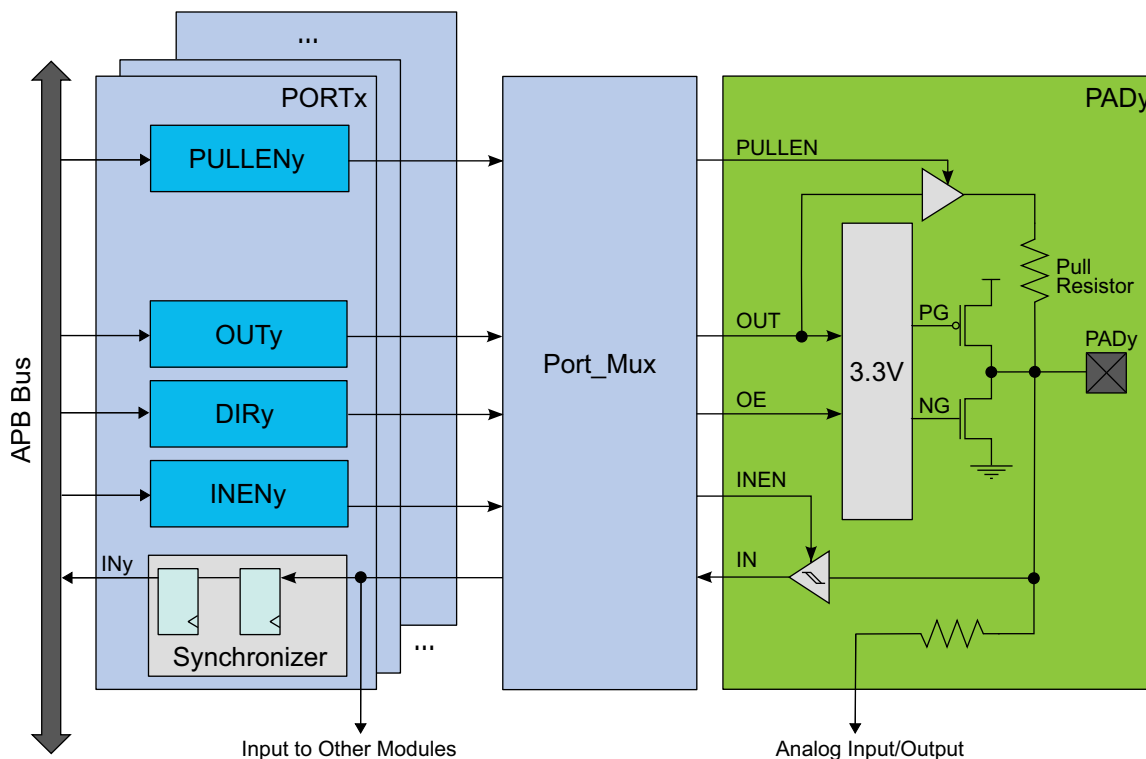 ...
PORTx
PADy
PULLENy
PULLEN
Pull
Resistor
OUTy
OUT
PG
PADy
Port_Mux
3.3V
DIRy
OE
NG
APB Bus
INENy
INEN
INy
IN
Synchronizer
...
Input to Other Modules
Analog Input/Output